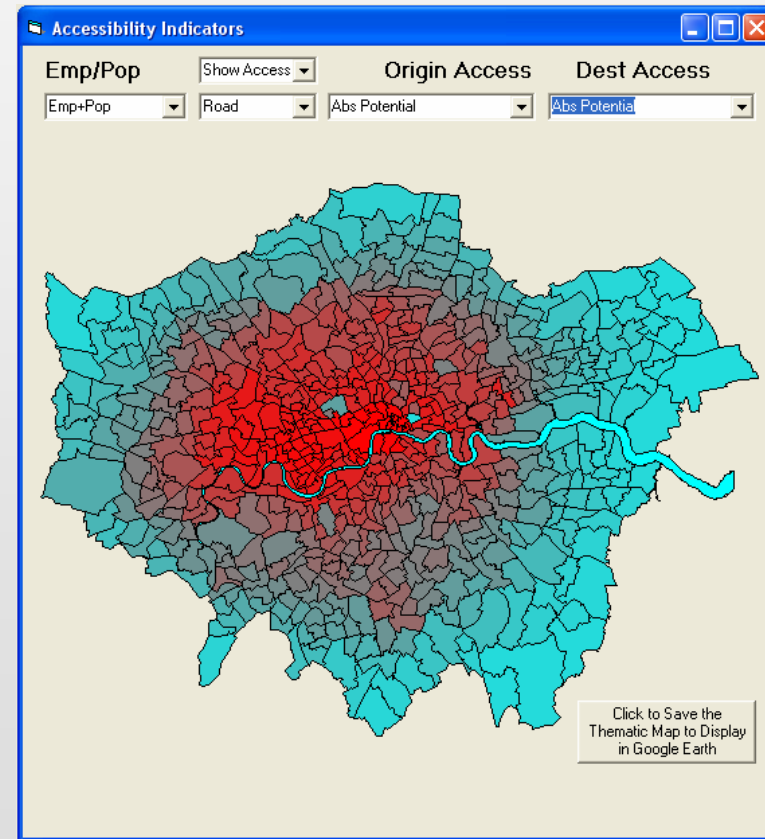 Accessibility Indicators
Emp/Pop Show Access Origin Access Dest Access
Emp+Pop Road Abs Potential Abs Potential
Click to Save the
Thematic Map to Display
in Google Earth